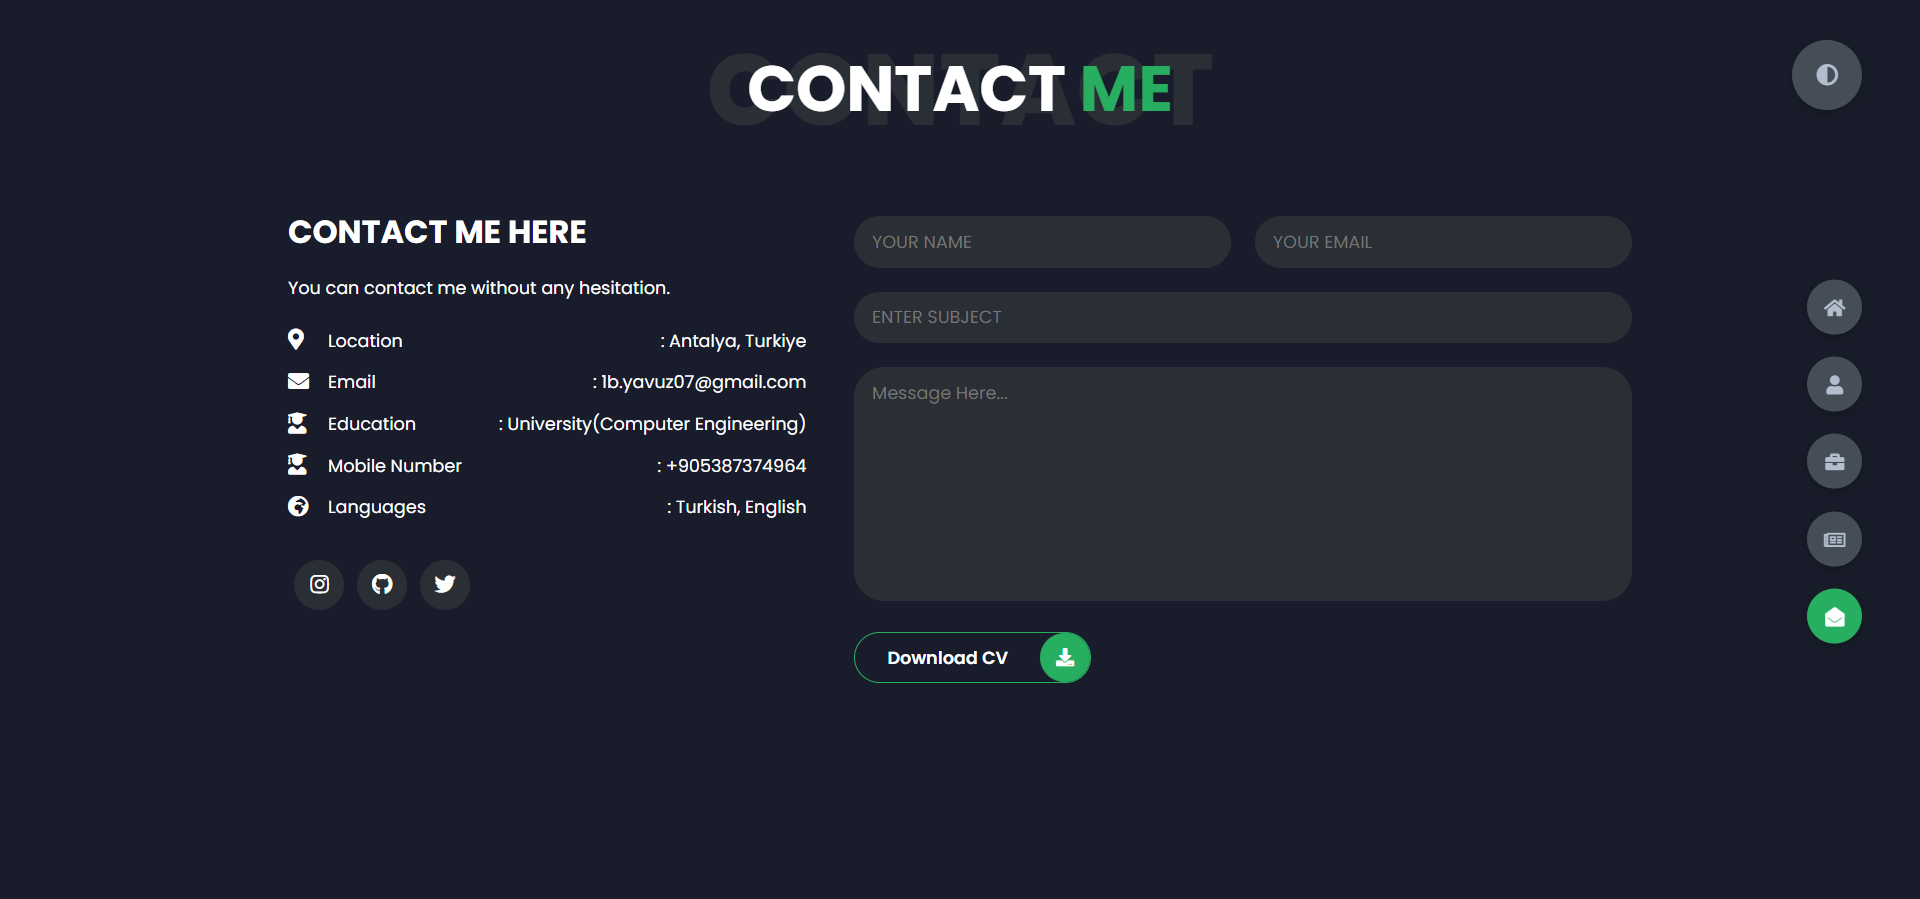 CONTACT
CONTACT ME
CONTACT ME HERE
You can contact me without any hesitation.
Location : Antalya, Turkiye
Email : 1b.yavuz07@gmail.com
Education : University(Computer Engineering)
Mobile Number : +905387374964
Languages : Turkish, English
YOUR NAME
YOUR EMAIL
ENTER SUBJECT
Message Here...
Download CV